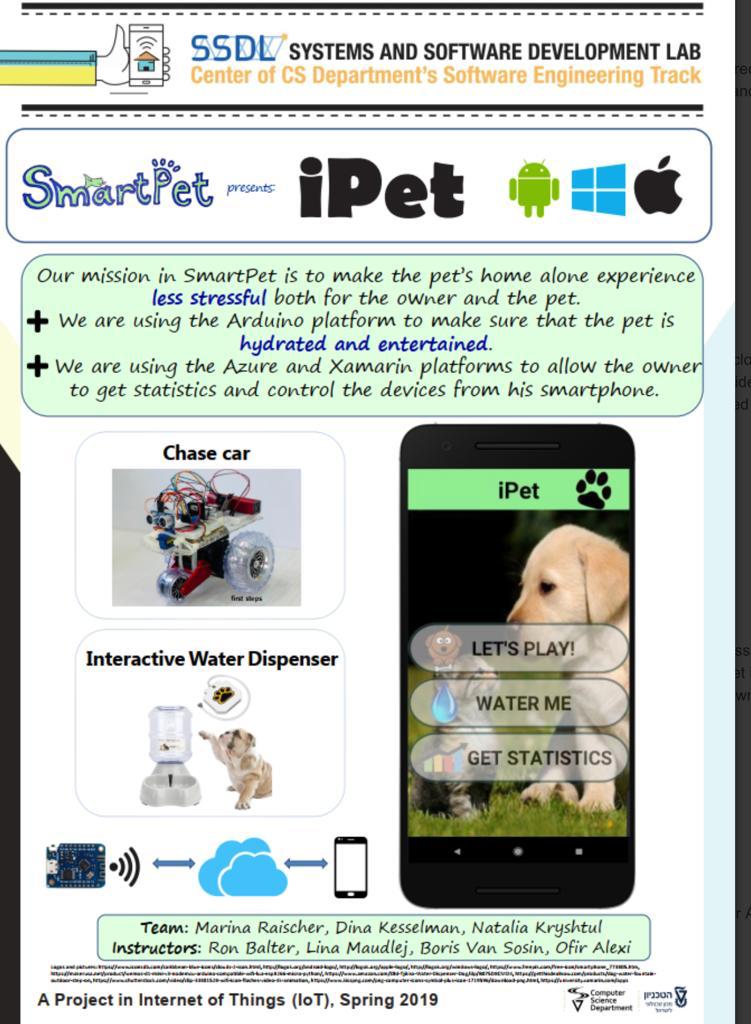 SSDL SYSTEMS AND SOFTWARE DEVELOPMENT LAB
Center of CS Department's Software Engineering Track
SmartPet presents: iPet
Our mission in SmartPet is to make the pet's home alone experience
less stressful both for the owner and the pet.
+ We are using the Arduino platform to make sure that the pet is
hydrated and entertained.
+ We are using the Azure and Xamarin platforms to allow the owner
to get statistics and control the devices from his smartphone.
Chase car
first steps
Interactive Water Dispenser
iPet
LET'S PLAY!
WATER ME
GET STATISTICS
Team: Marina Raischer, Dina Kesselman, Natalia Kryshtul
Instructors: Ron Balter, Lina Maudlej, Boris Van Sosin, Ofir Alexi
A Project in Internet of Things (IoT), Spring 2019
Computer
Science
Department
הטכניון
מכון טכנולוגי
לישראל